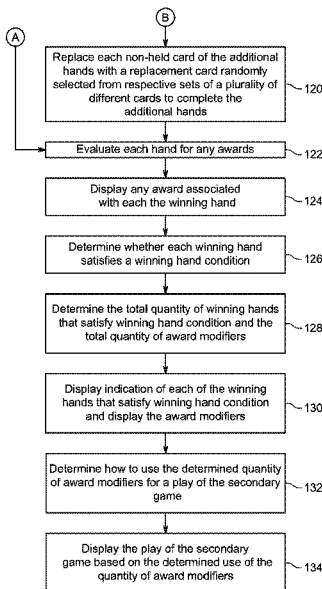 B
A
Replace each non-held card of the additional
hands with a replacement card randomly
selected from respective sets of a plurality of
different cards to complete the
additional hands
120
Evaluate each hand for any awards
122
Display any award associated
with each the winning hand
124
Determine whether each winning hand
satisfies a winning hand condition
126
Determine the total quantity of winning hands
that satisfy winning hand condition and the
total quantity of award modifiers
128
Display indication of each of the winning
hands that satisfy winning hand condition
and display the award modifiers
130
Determine how to use the determined quantity
of award modifiers for a play of the secondary
game
132
Display the play of the secondary
game based on the determined use of the
quantity of award modifiers
134